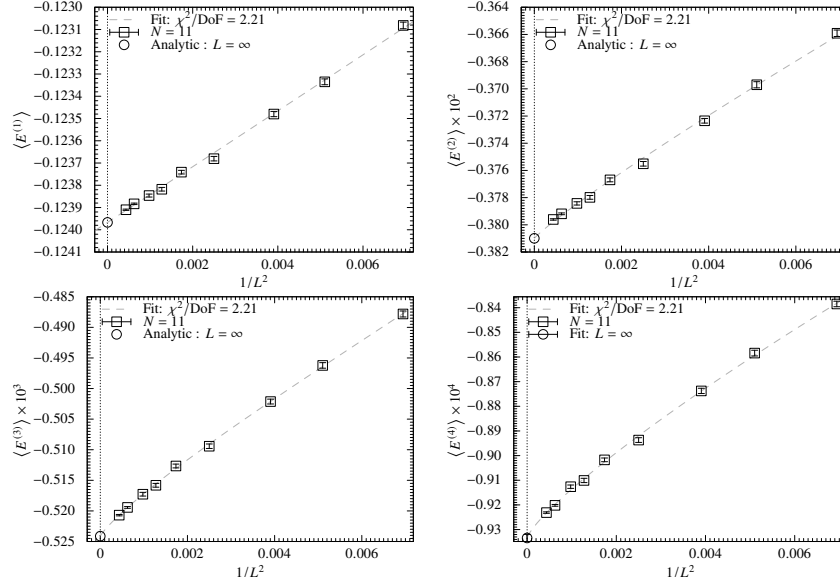 −0.1230
−0.1231
−0.1232
−0.1233
−0.1234
−0.1235
−0.1236
−0.1237
−0.1238
−0.1239
−0.1240
−0.1241
⟨E⁽¹⁾⟩
Fit: χ²/DoF = 2.21
N = 11
Analytic : L = ∞
0 0.002 0.004 0.006
1/L²
−0.364
−0.366
−0.368
−0.370
−0.372
−0.374
−0.376
−0.378
−0.380
−0.382
⟨E⁽²⁾⟩ × 10²
Fit: χ²/DoF = 2.21
N = 11
Analytic : L = ∞
0 0.002 0.004 0.006
1/L²
−0.485
−0.490
−0.495
−0.500
−0.505
−0.510
−0.515
−0.520
−0.525
⟨E⁽³⁾⟩ × 10³
Fit: χ²/DoF = 2.21
N = 11
Analytic : L = ∞
0 0.002 0.004 0.006
1/L²
−0.84
−0.85
−0.86
−0.87
−0.88
−0.89
−0.90
−0.91
−0.92
−0.93
⟨E⁽⁴⁾⟩ × 10⁴
Fit: χ²/DoF = 2.21
N = 11
Fit: L = ∞
0 0.002 0.004 0.006
1/L²